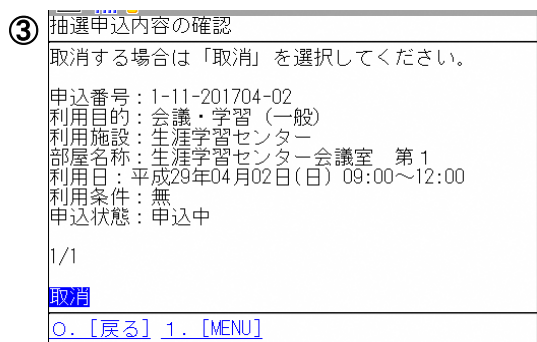 ③
抽選申込内容の確認
取消する場合は「取消」を選択してください。
申込番号：1-11-201704-02
利用目的：会議・学習（一般）
利用施設：生涯学習センター
部屋名称：生涯学習センター会議室　第１
利用日：平成29年04月02日(日) 09:00～12:00
利用条件：無
申込状態：申込中
1/1
取消
0.［戻る］ 1.［MENU］